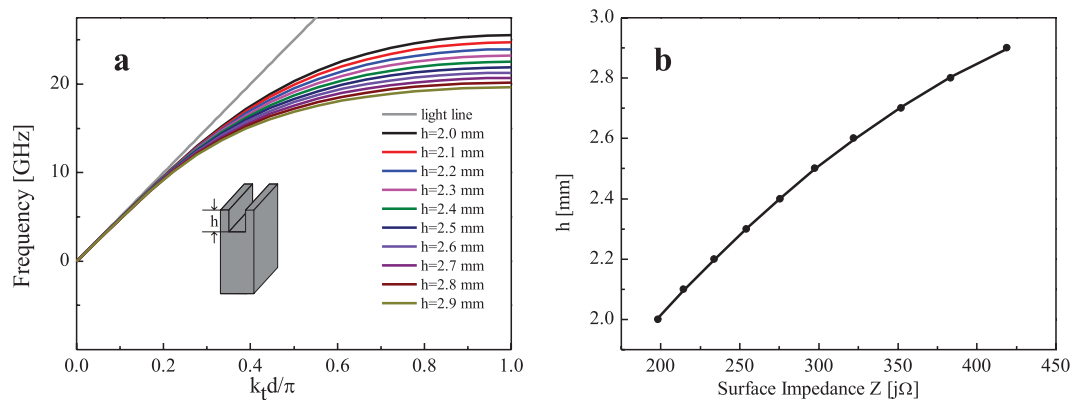 a
Frequency [GHz]
20
10
0
0.0 0.2 0.4 0.6 0.8 1.0
k_t d/π
h
light line
h=2.0 mm
h=2.1 mm
h=2.2 mm
h=2.3 mm
h=2.4 mm
h=2.5 mm
h=2.6 mm
h=2.7 mm
h=2.8 mm
h=2.9 mm
b
h [mm]
3.0
2.8
2.6
2.4
2.2
2.0
200 250 300 350 400 450
Surface Impedance Z [jΩ]